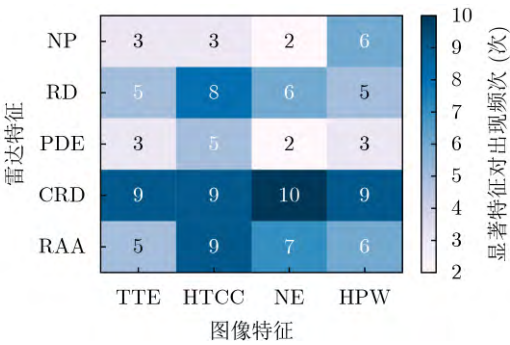 NP 3 3 2 6
RD 5 8 6 5
PDE 3 5 2 3
CRD 9 9 10 9
RAA 5 9 7 6
TTE HTCC NE HPW
图像特征
雷达特征
10
9
8
7
6
5
4
3
2
显著特征对出现频次 (次)